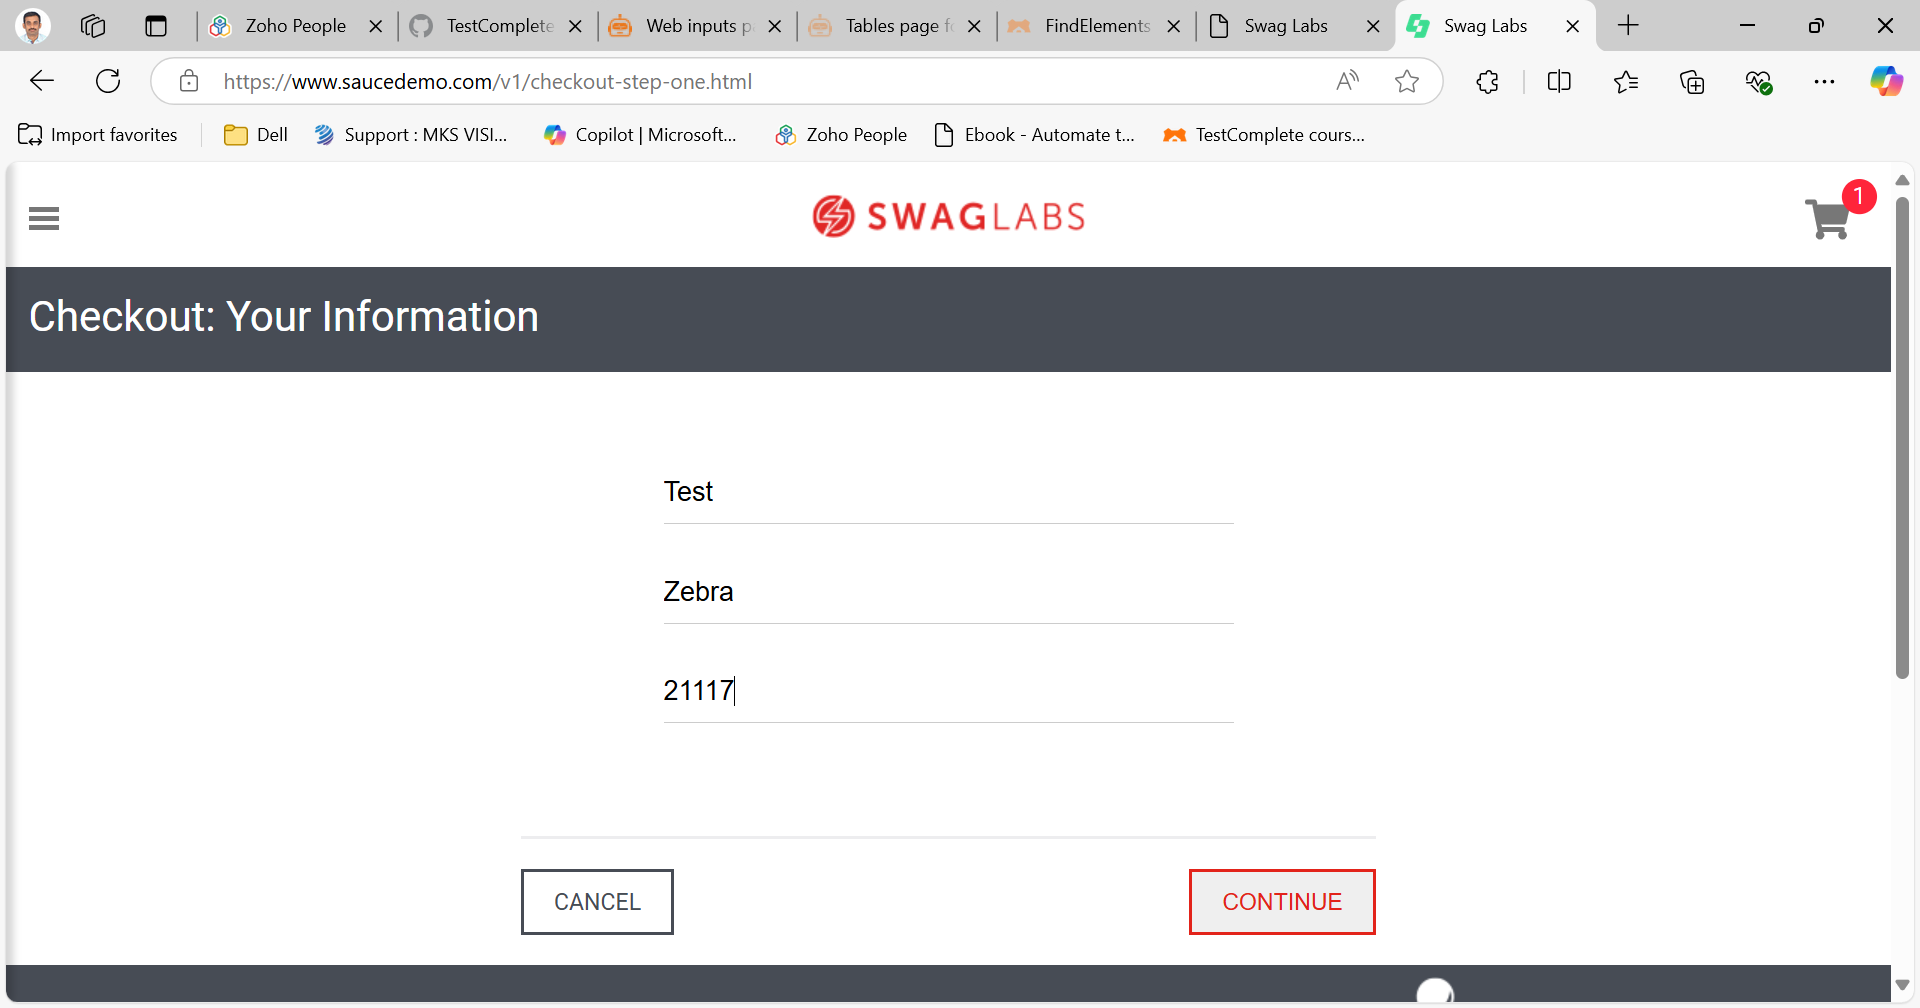 Zoho People
TestComplete
Web inputs p
Tables page fo
FindElements
Swag Labs
Swag Labs
https://www.saucedemo.com/v1/checkout-step-one.html
Import favorites
Dell
Support : MKS VISI...
Copilot | Microsoft...
Zoho People
Ebook - Automate t...
TestComplete cours...
SWAGLABS
1
Checkout: Your Information
Test
Zebra
21117
CANCEL
CONTINUE